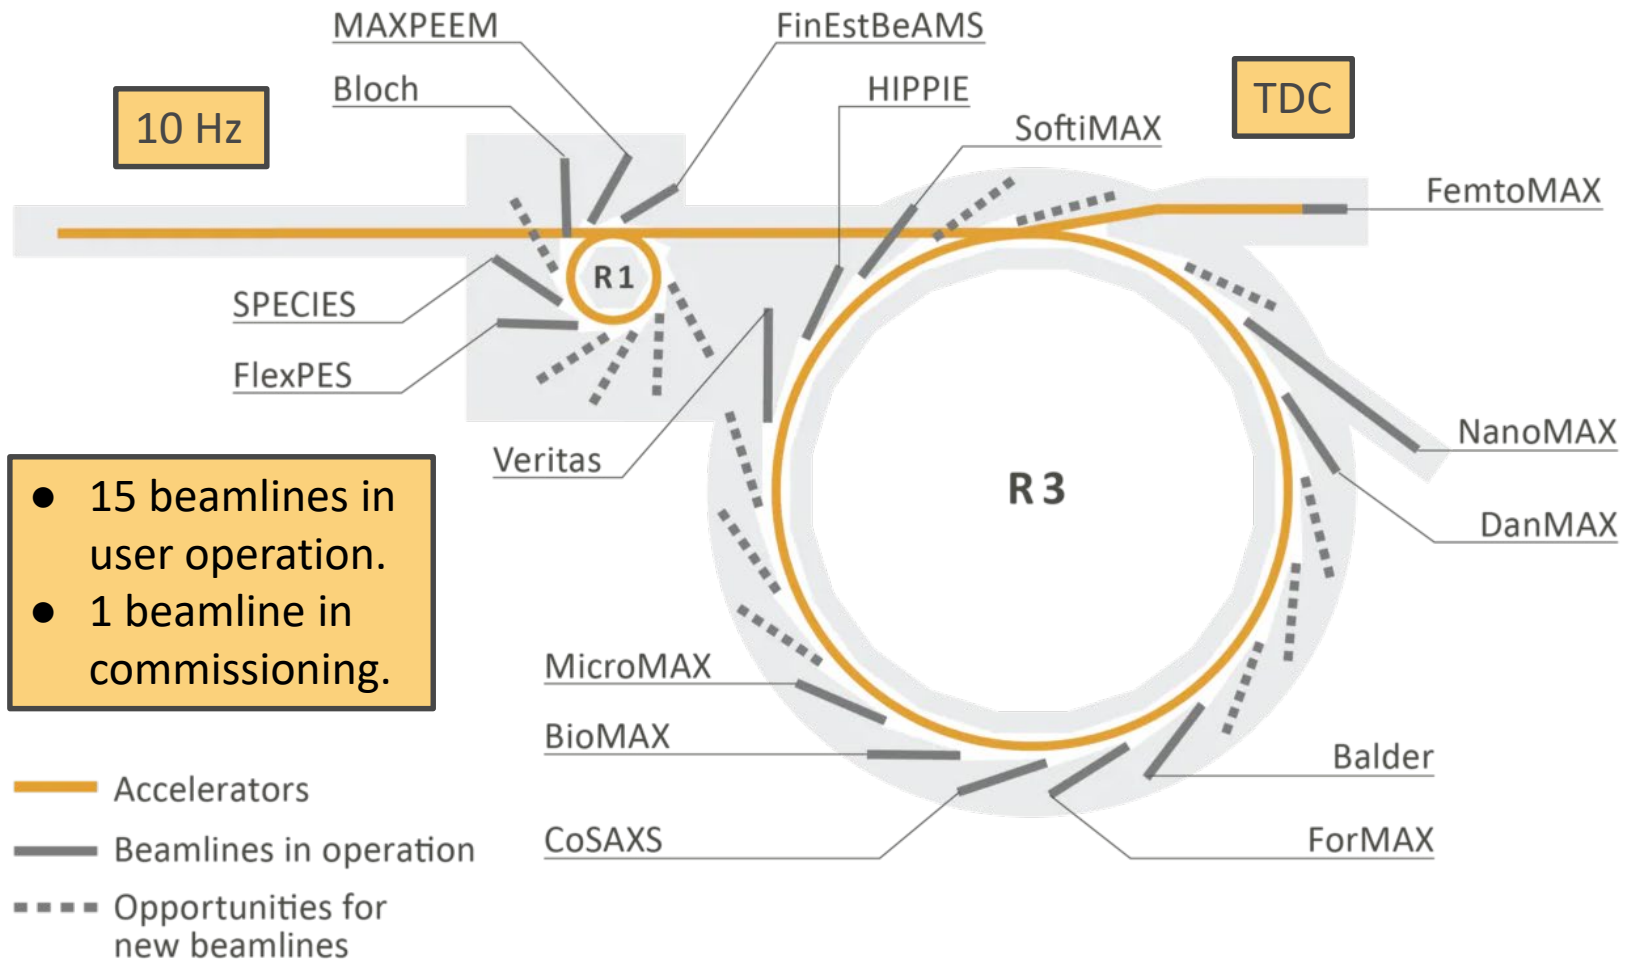 MAXPEEM
FinEstBeAMS
Bloch
HIPPIE
TDC
10 Hz
SoftiMAX
FemtoMAX
R1
SPECIES
FlexPES
Veritas
NanoMAX
R3
DanMAX
● 15 beamlines in
user operation.
● 1 beamline in
commissioning.
MicroMAX
BioMAX
Balder
CoSAXS
ForMAX
Accelerators
Beamlines in operation
Opportunities for
new beamlines